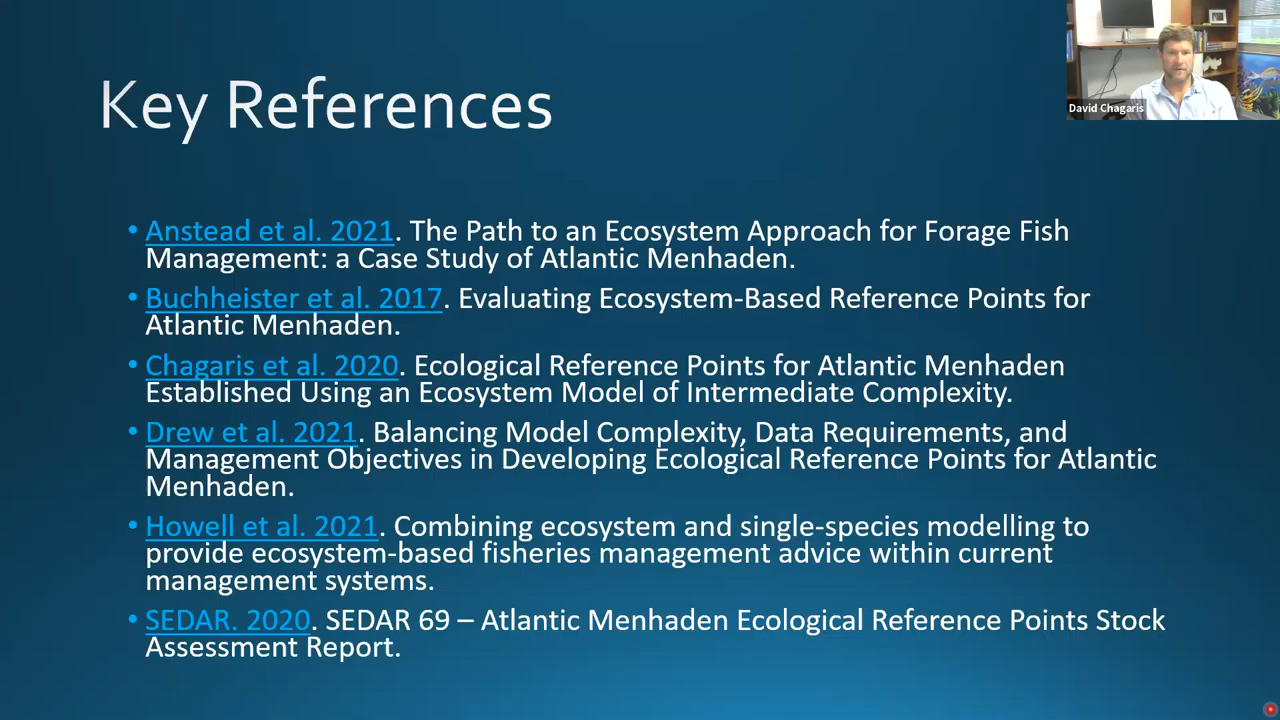 David Chagaris
Key References
• Anstead et al. 2021. The Path to an Ecosystem Approach for Forage Fish
Management: a Case Study of Atlantic Menhaden.
• Buchheister et al. 2017. Evaluating Ecosystem-Based Reference Points for
Atlantic Menhaden.
• Chagaris et al. 2020. Ecological Reference Points for Atlantic Menhaden
Established Using an Ecosystem Model of Intermediate Complexity.
• Drew et al. 2021. Balancing Model Complexity, Data Requirements, and
Management Objectives in Developing Ecological Reference Points for Atlantic
Menhaden.
• Howell et al. 2021. Combining ecosystem and single-species modelling to
provide ecosystem-based fisheries management advice within current
management systems.
• SEDAR. 2020. SEDAR 69 – Atlantic Menhaden Ecological Reference Points Stock
Assessment Report.